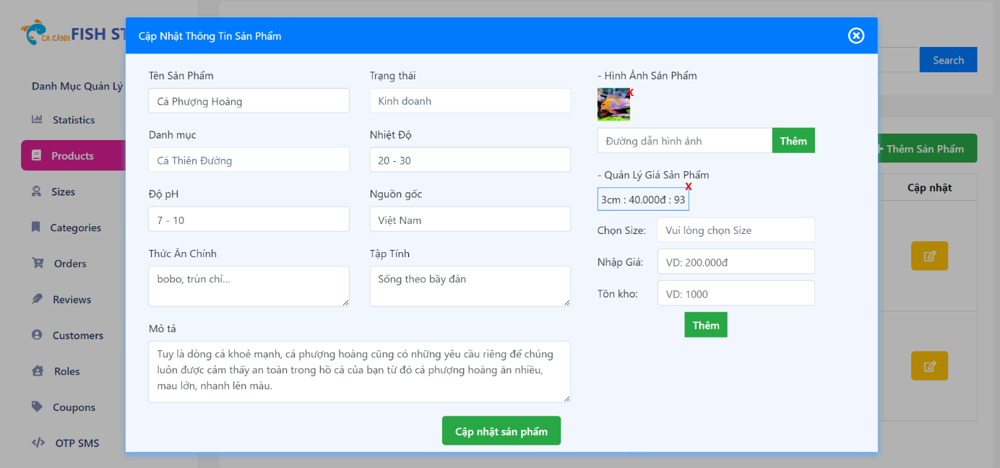 CA CẢNH FISH ST
Danh Mục Quản Lý
Statistics
Products
Sizes
Categories
Orders
Reviews
Customers
Roles
Coupons
OTP SMS
Cập Nhật Thông Tin Sản Phẩm
Tên Sản Phẩm
Cá Phượng Hoàng
Trạng thái
Kinh doanh
Danh mục
Cá Thiên Đường
Nhiệt Độ
20 - 30
Độ pH
7 - 10
Nguồn gốc
Việt Nam
Thức Ăn Chính
bobo, trùn chỉ...
Tập Tính
Sống theo bầy đàn
Mô tả
Tuy là dòng cá khoẻ mạnh, cá phượng hoàng cũng có những yêu cầu riêng để chúng
luôn được cảm thấy an toàn trong hồ cá của bạn từ đó cá phượng hoàng ăn nhiều,
mau lớn, nhanh lên màu.
- Hình Ảnh Sản Phẩm
X
Đường dẫn hình ảnh
Thêm
- Quản Lý Giá Sản Phẩm
X
3cm : 40.000đ : 93
Chọn Size:
Vui lòng chọn Size
Nhập Giá:
VD: 200.000đ
Tồn kho:
VD: 1000
Thêm
Cập nhật sản phẩm
Search
+ Thêm Sản Phẩm
Cập nhật